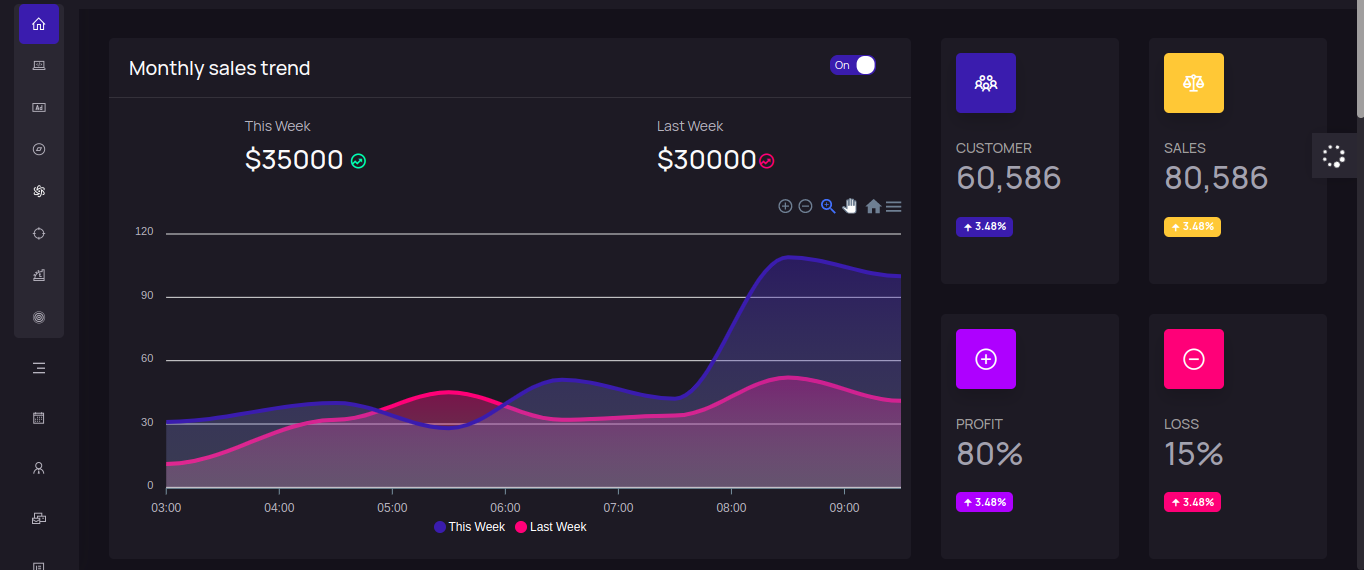 Monthly sales trend
On
This Week
Last Week
$35000
$30000
120
90
60
30
0
03:00 04:00 05:00 06:00 07:00 08:00 09:00
This Week Last Week
CUSTOMER
60,586
3.48%
SALES
80,586
3.48%
PROFIT
80%
3.48%
LOSS
15%
3.48%
Ad